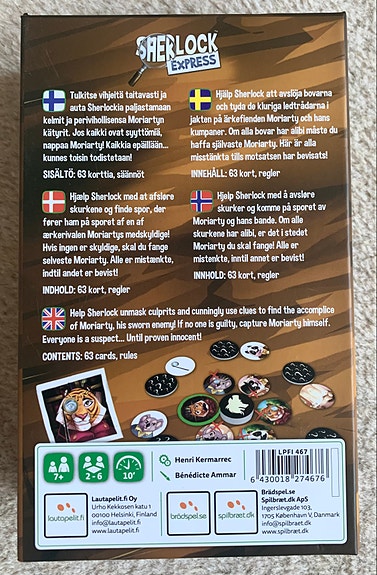 SHERLOCK
EXPRESS
Tulkitse vihjeitä taitavasti ja
auta Sherlockia paljastamaan
kelmit ja perivihollisensa Moriartyn
kätyrit. Jos kaikki ovat syyttömiä,
nappaa Moriarty! Kaikkia epäillään...
kunnes toisin todistetaan!
SISÄLTÖ: 63 korttia, säännöt
Hjälp Sherlock att avslöja bovarna
och tyda de kluriga ledtrådarna i
jakten på ärkefienden Moriarty och hans
kumpaner. Om alla bovar har alibi måste du
haffa självaste Moriarty. Här är alla
misstänkta tills motsatsen har bevisats!
INNEHÅLL: 63 kort, regler
Hjælp Sherlock med at afsløre
skurkene og finde spor, der
fører ham på sporet af en af
ærkerivalen Moriartys medskyldige!
Hvis ingen er skyldige, skal du fange
selveste Moriarty. Alle er mistænkte,
indtil andet er bevist!
INDHOLD: 63 kort, regler
Hjelp Sherlock med å avsløre
skurker og komme på sporet av
Moriarty og hans bande. Om alle
skurkene har alibi, er det i stedet
Moriarty du skal fange! Alle er
mistenkte, inntil annet er bevist!
INNHOLD: 63 kort, regler
Help Sherlock unmask culprits and cunningly use clues to find the accomplice
of Moriarty, his sworn enemy! If no one is guilty, capture Moriarty himself.
Everyone is a suspect... Until proven innocent!
CONTENTS: 63 cards, rules
7+
2-6
10'
Henri Kermarrec
Bénédicte Ammar
LPFI 467
6 430018 274676
lautapelit.fi
Lautapelit.fi Oy
Urho Kekkosen katu 1
00100 Helsinki, Finland
info@lautapelit.fi
www.lautapelit.fi
brädspel.se
spilbræt.dk
Brädspel.se
Spilbræt.dk ApS
Ingerslevgade 103,
1705 København V, Danmark
info@spilbraet.dk
www.spilbraet.dk